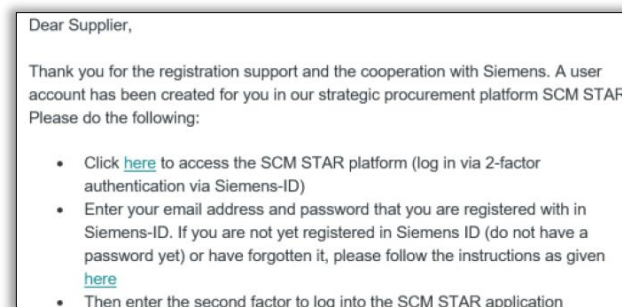 Dear Supplier,
Thank you for the registration support and the cooperation with Siemens. A user
account has been created for you in our strategic procurement platform SCM STAR
Please do the following:
• Click here to access the SCM STAR platform (log in via 2-factor
authentication via Siemens-ID)
• Enter your email address and password that you are registered with in
Siemens-ID. If you are not yet registered in Siemens ID (do not have a
password yet) or have forgotten it, please follow the instructions as given
here
• Then enter the second factor to log into the SCM STAR application